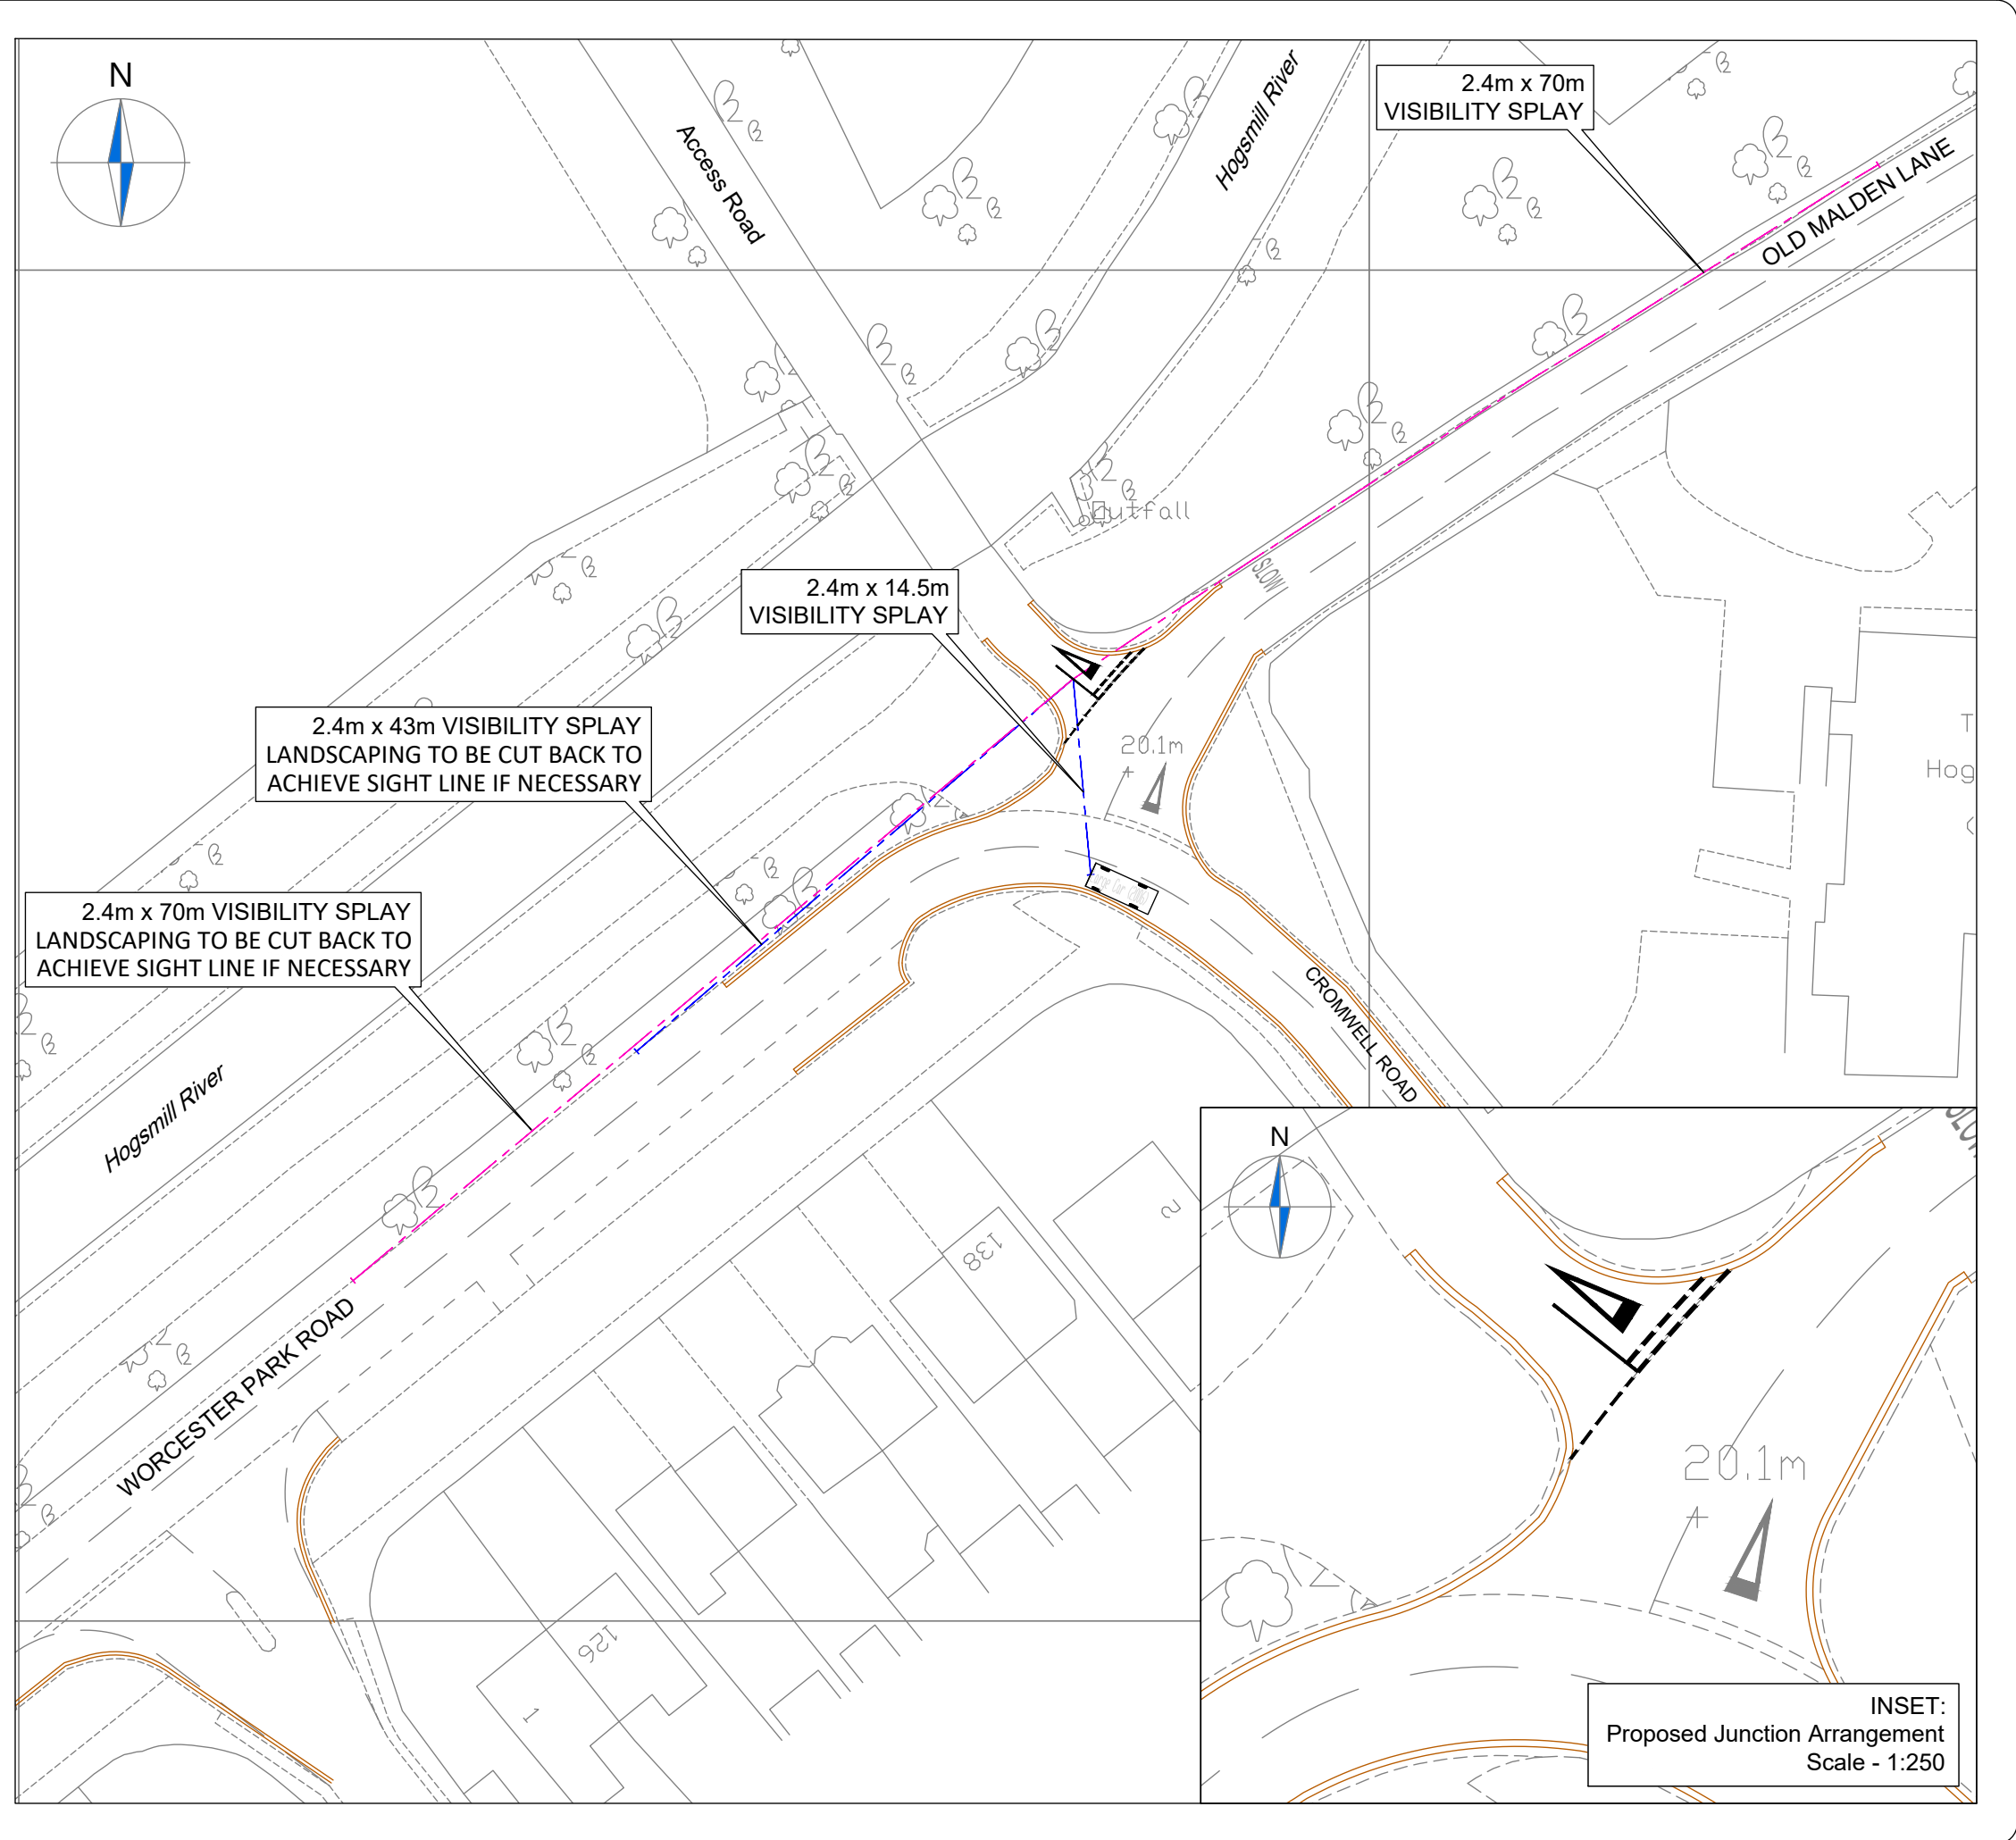 N
Access Road
Hogsmill River
2.4m x 70m
VISIBILITY SPLAY
OLD MALDEN LANE
Outfall
SLOW
2.4m x 14.5m
VISIBILITY SPLAY
2.4m x 43m VISIBILITY SPLAY
LANDSCAPING TO BE CUT BACK TO
ACHIEVE SIGHT LINE IF NECESSARY
20.1m
T
Hog
2.4m x 70m VISIBILITY SPLAY
LANDSCAPING TO BE CUT BACK TO
ACHIEVE SIGHT LINE IF NECESSARY
CROMWELL ROAD
Hogsmill River
WORCESTER PARK ROAD
138
2
126
1
N
20.1m
INSET:
Proposed Junction Arrangement
Scale - 1:250